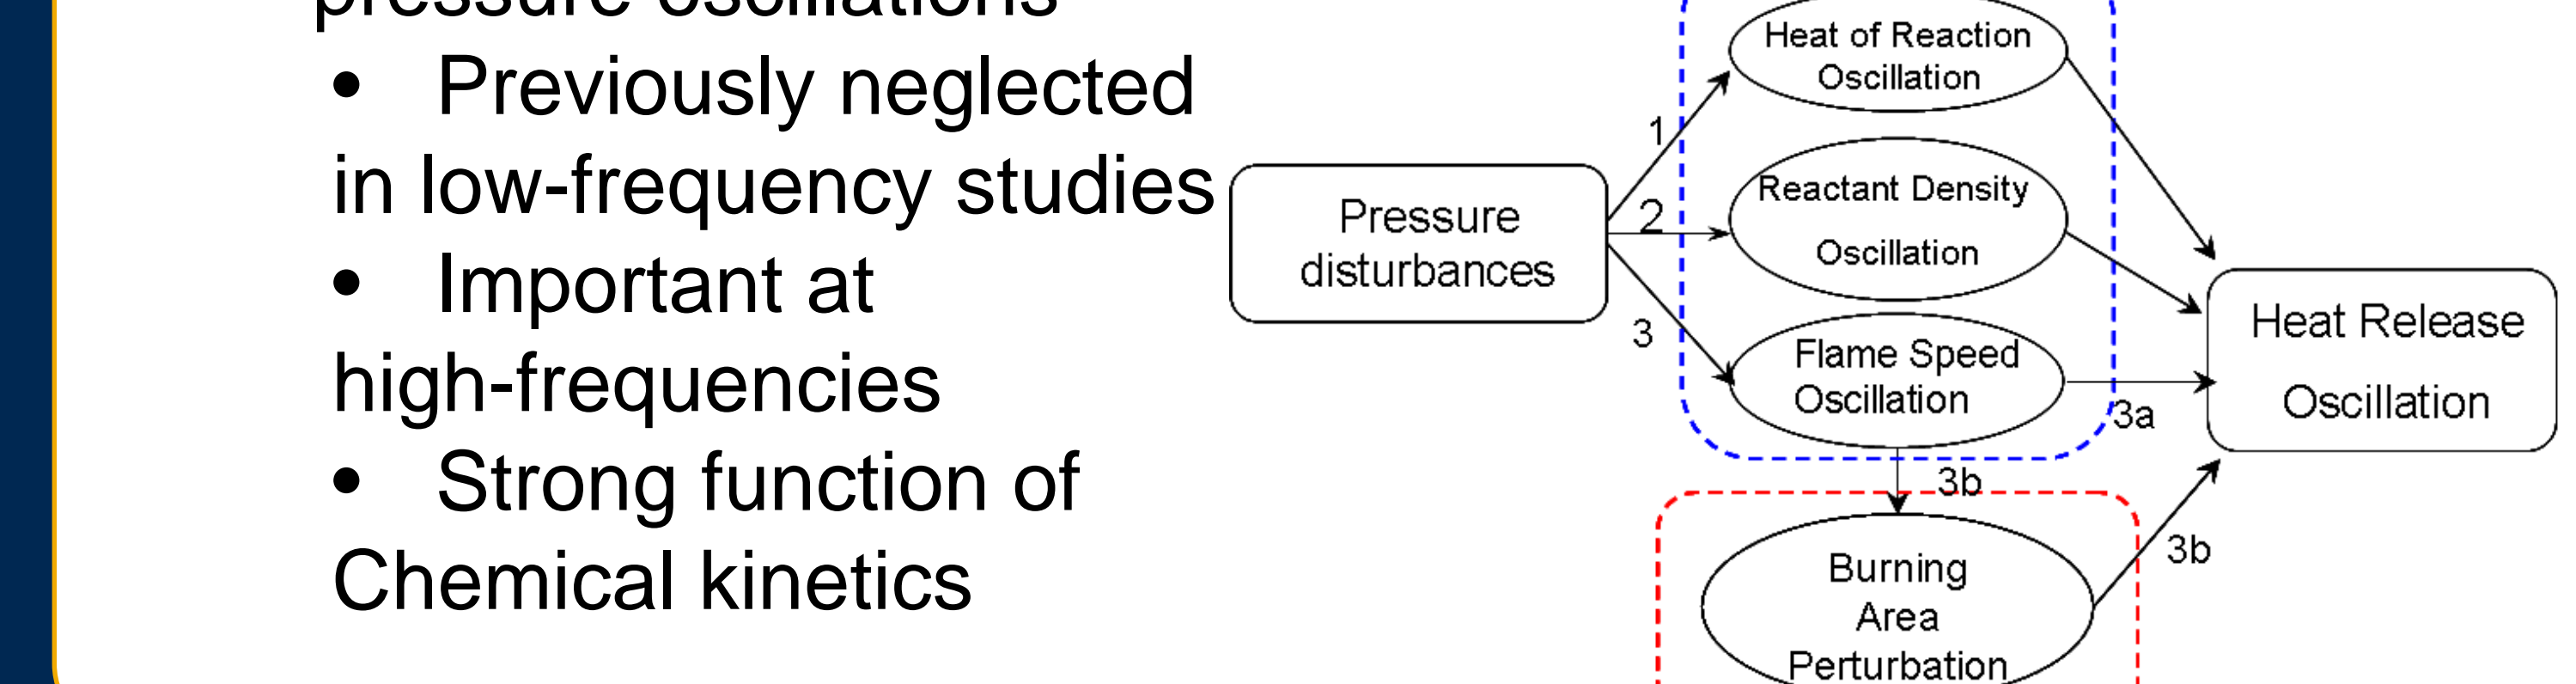 pressure oscillations
• Previously neglected
in low-frequency studies
• Important at
high-frequencies
• Strong function of
Chemical kinetics
Pressure
disturbances
1
2
3
Heat of Reaction
Oscillation
Reactant Density
Oscillation
Flame Speed
Oscillation
3a
3b
Burning
Area
Perturbation
3b
Heat Release
Oscillation